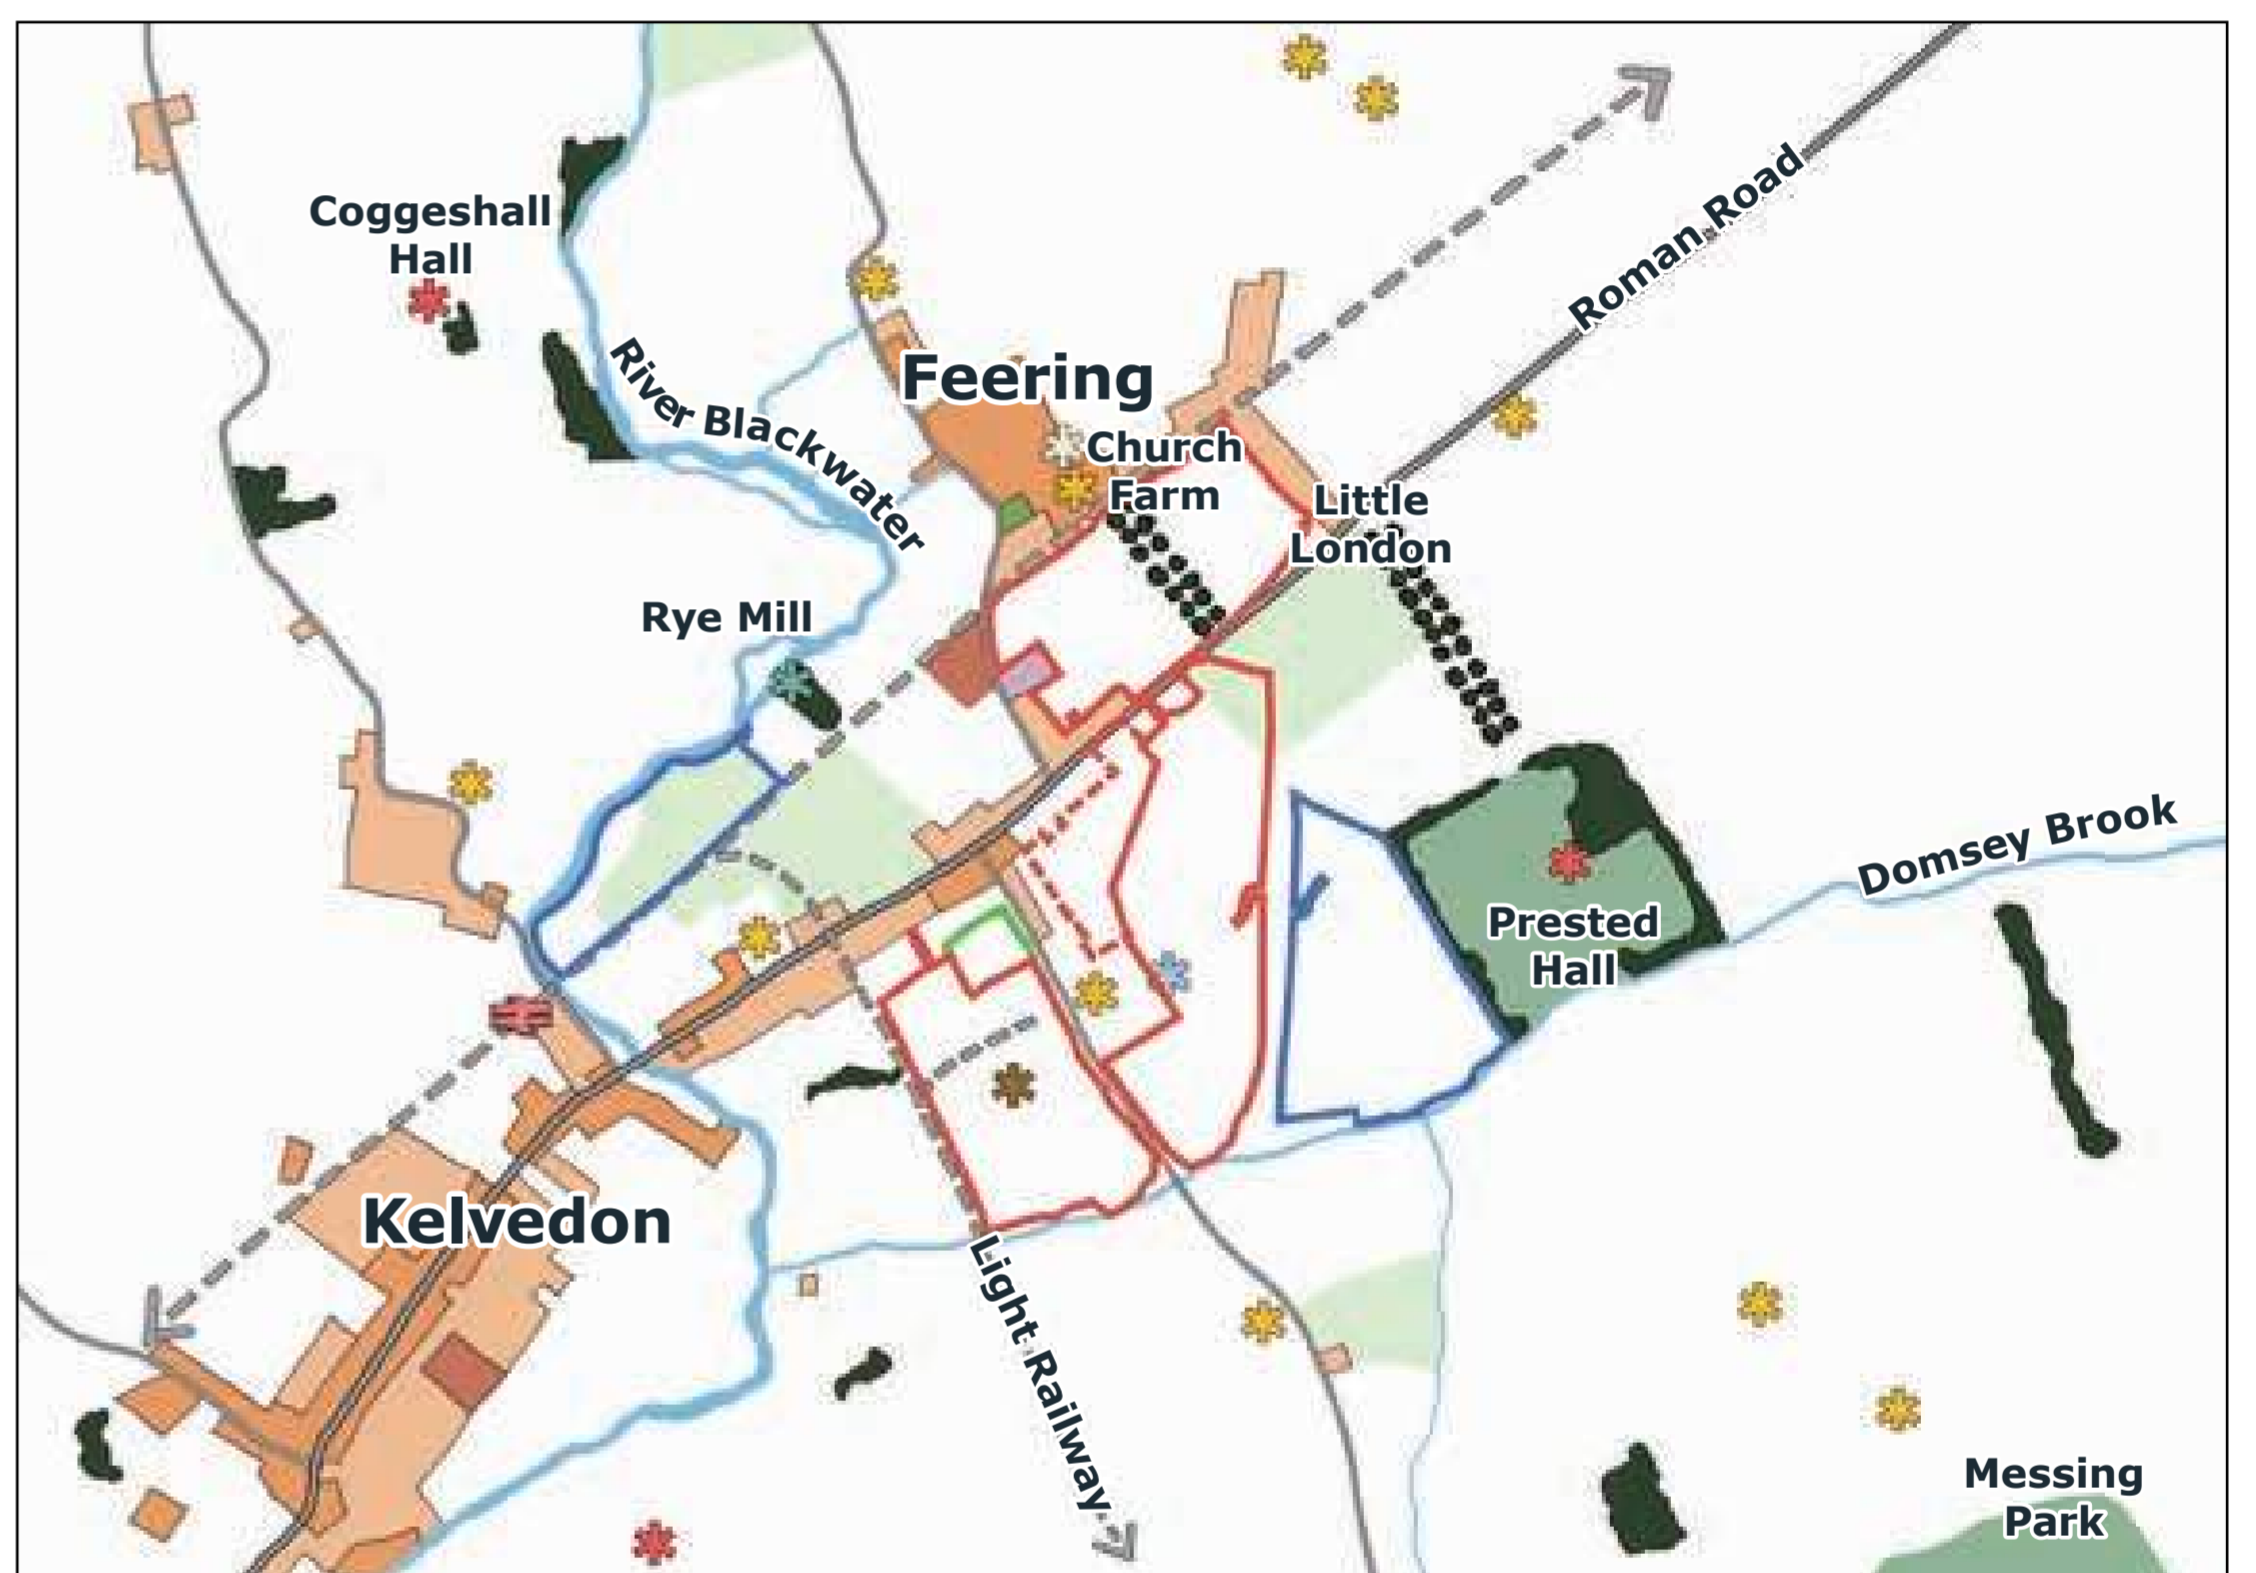 Coggeshall
Hall
Roman Road
River Blackwater
Feering
Church
Farm
Little
London
Rye Mill
Domsey Brook
Prested
Hall
Kelvedon
Light Railway
Messing
Park